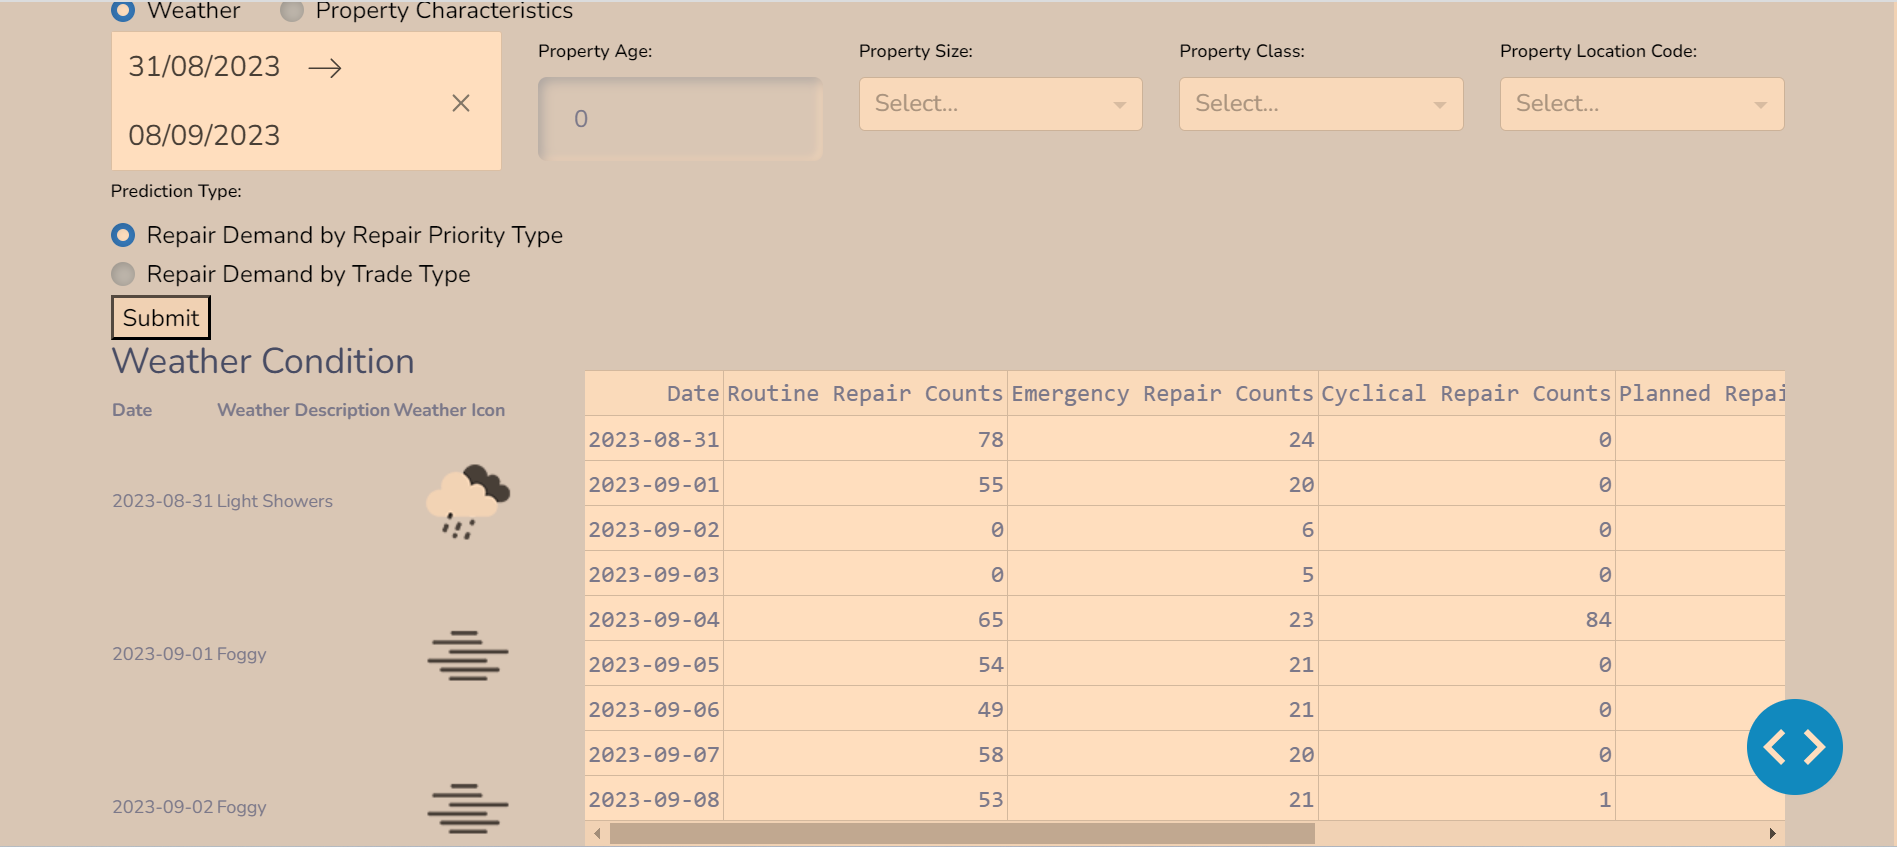 Weather Property Characteristics
31/08/2023 →
08/09/2023
Property Age:
0
Property Size:
Select...
Property Class:
Select...
Property Location Code:
Select...
Prediction Type:
Repair Demand by Repair Priority Type
Repair Demand by Trade Type
Submit
Weather Condition
Date Weather Description Weather Icon
2023-08-31 Light Showers
2023-09-01 Foggy
2023-09-02 Foggy
Date Routine Repair Counts Emergency Repair Counts Cyclical Repair Counts Planned Repai
2023-08-31 78 24 0
2023-09-01 55 20 0
2023-09-02 0 6 0
2023-09-03 0 5 0
2023-09-04 65 23 84
2023-09-05 54 21 0
2023-09-06 49 21 0
2023-09-07 58 20 0
2023-09-08 53 21 1